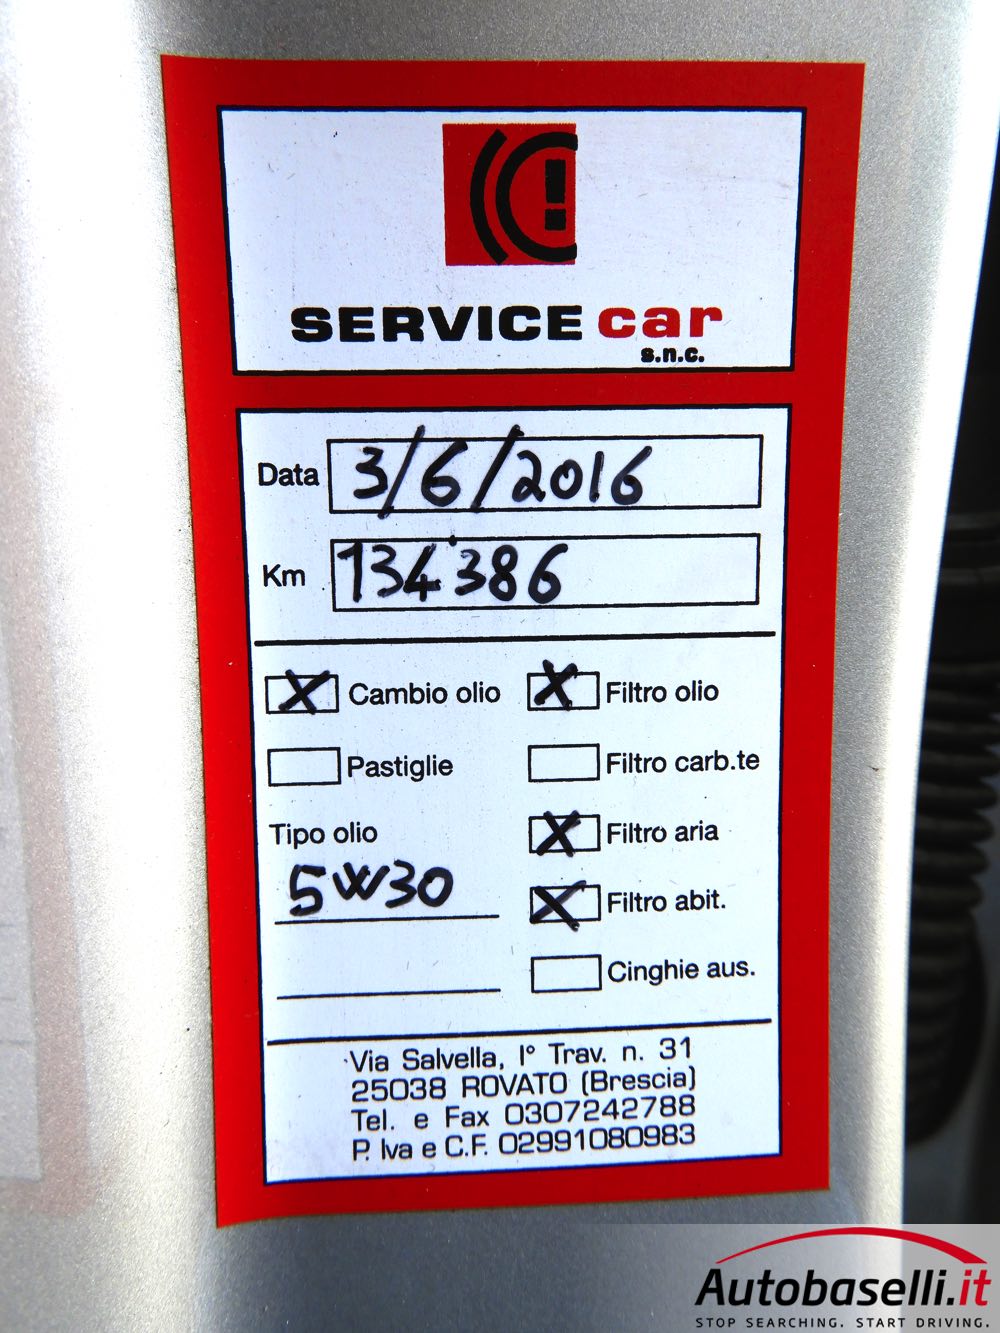 SERVICE car
s.n.c.
Data 3/6/2016
Km 134'386
X Cambio olio X Filtro olio
Pastiglie Filtro carb.te
Tipo olio X Filtro aria
5W30 X Filtro abit.
Cinghie aus.
Via Salvella, I° Trav. n. 31
25038 ROVATO (Brescia)
Tel. e Fax 0307242788
P. Iva e C.F. 02991080983
Autobaselli.it
STOP SEARCHING. START DRIVING.